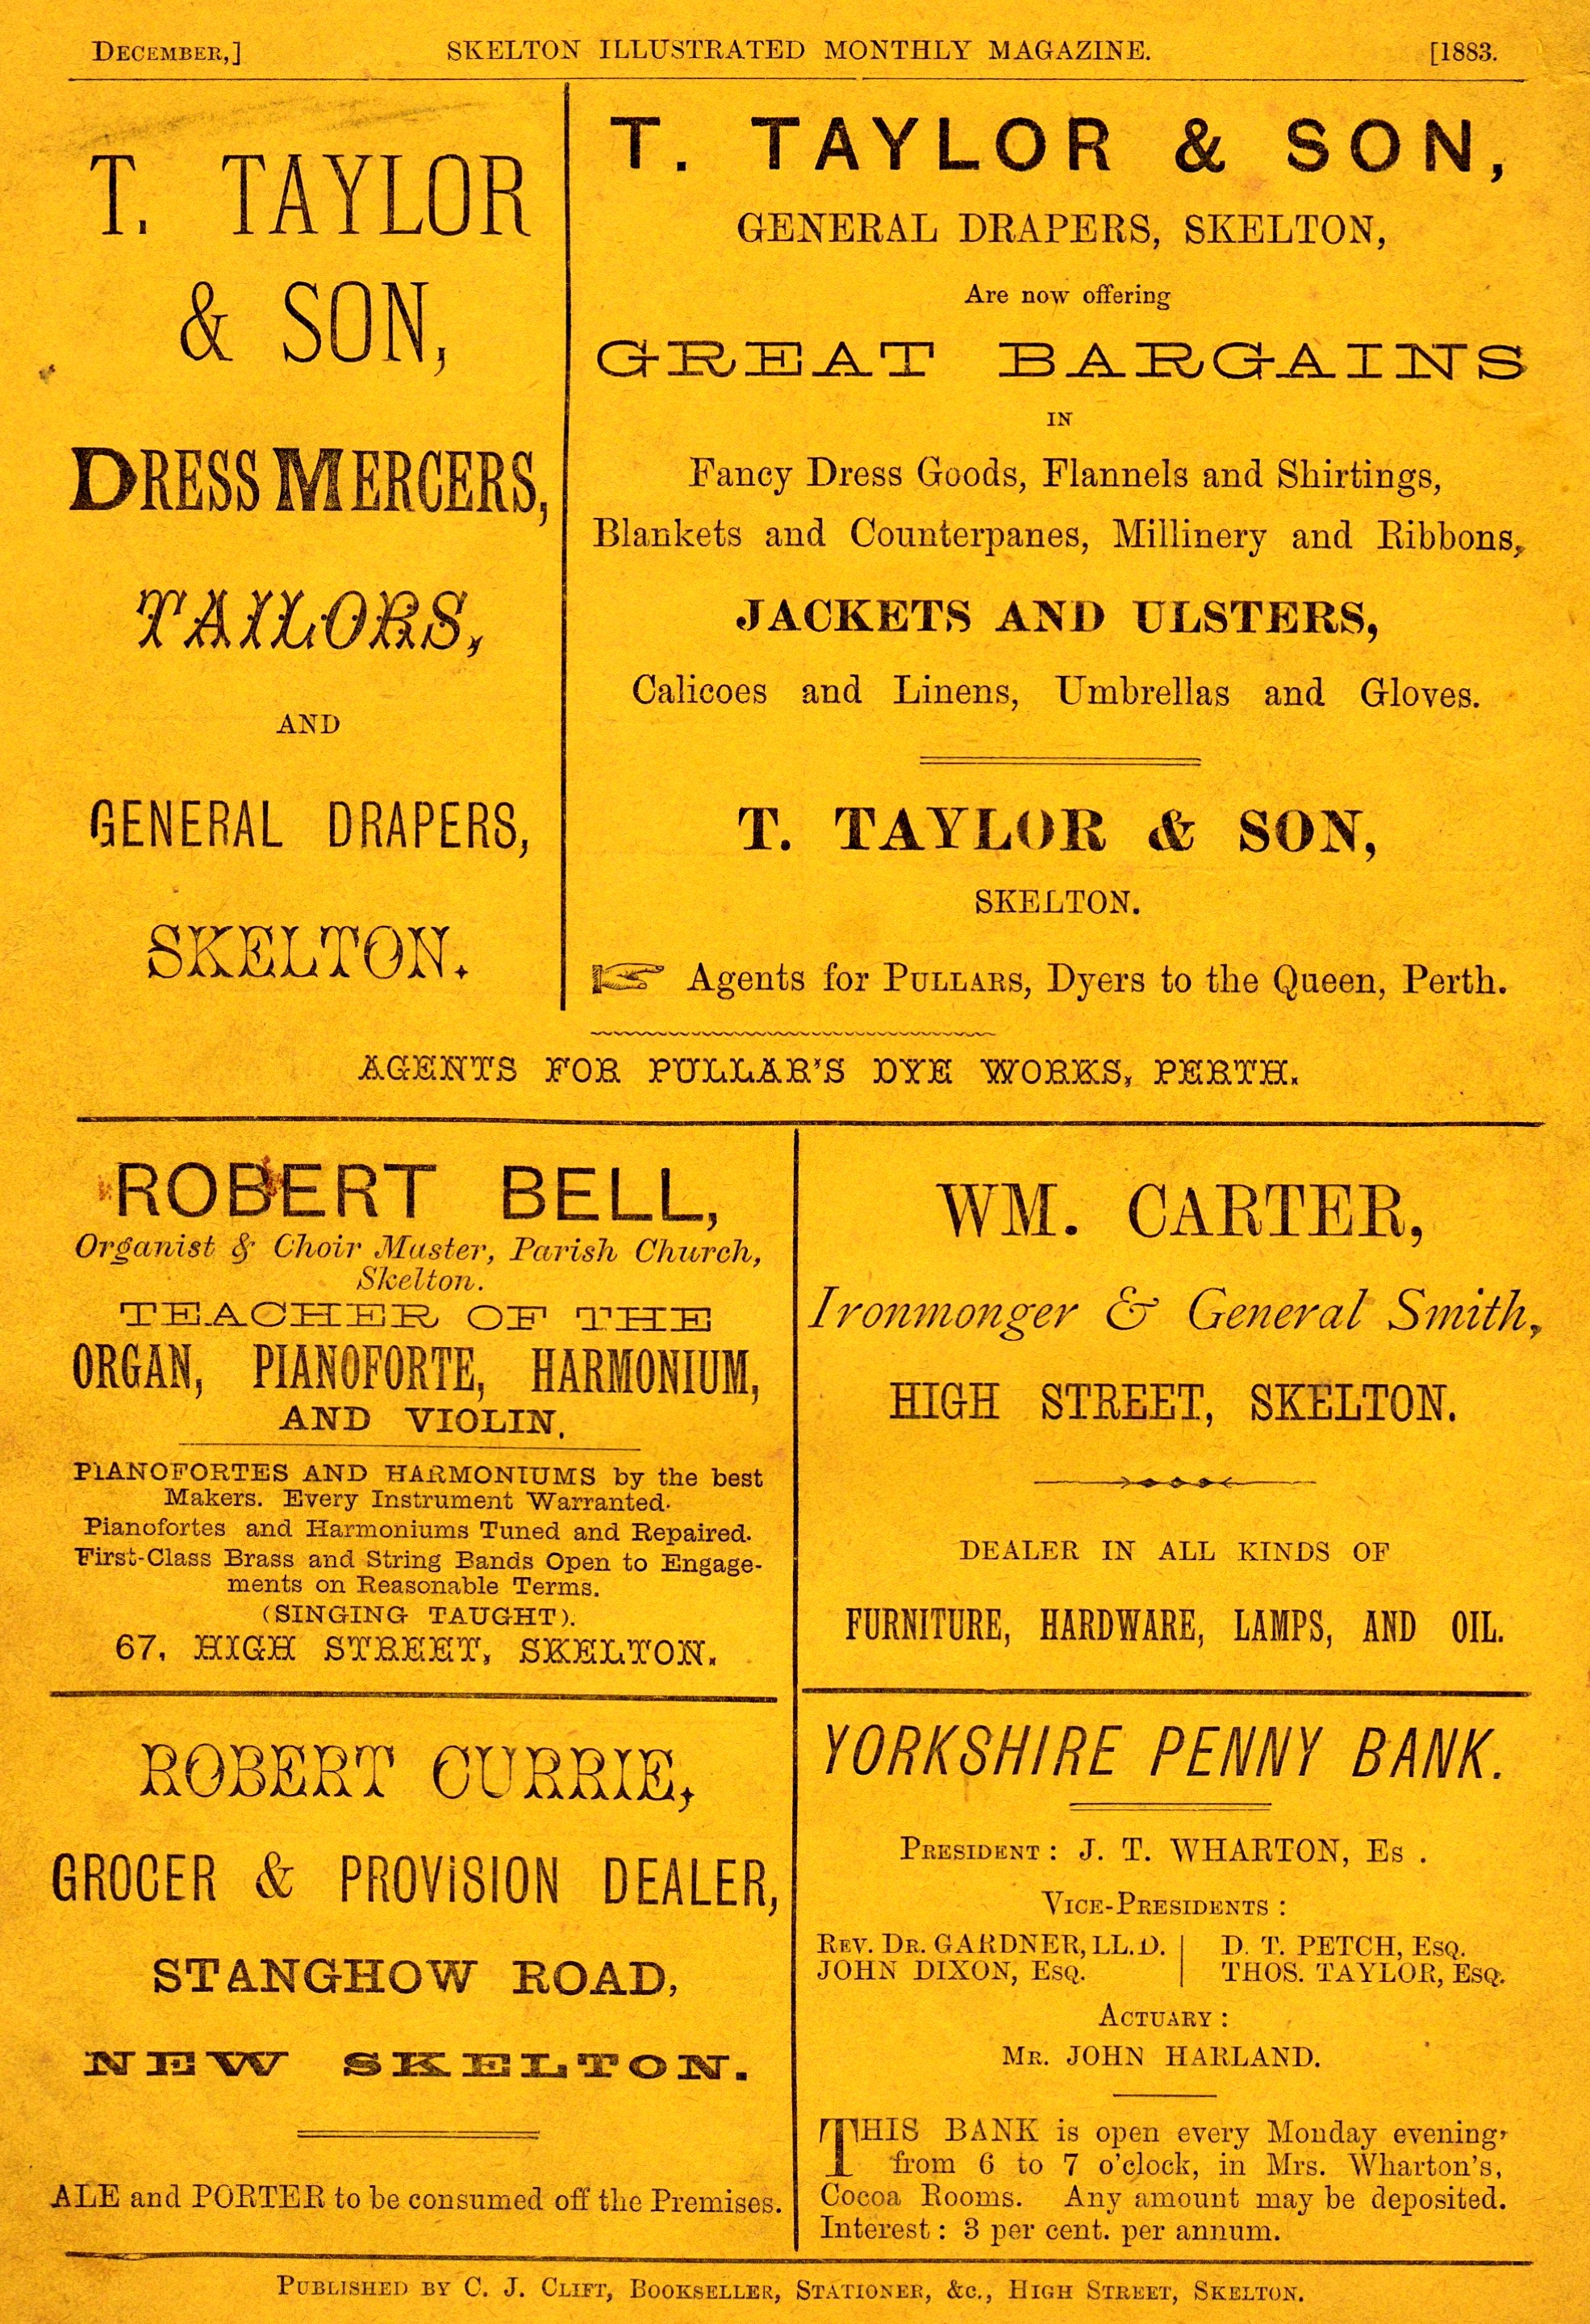 DECEMBER,] SKELTON ILLUSTRATED MONTHLY MAGAZINE. [1883.
T. TAYLOR
& SON,
DRESS MERCERS,
TAILORS,
AND
GENERAL DRAPERS,
SKELTON.
T. TAYLOR & SON,
GENERAL DRAPERS, SKELTON,
Are now offering
GREAT BARGAINS
IN
Fancy Dress Goods, Flannels and Shirtings,
Blankets and Counterpanes, Millinery and Ribbons,
JACKETS AND ULSTERS,
Calicoes and Linens, Umbrellas and Gloves.
T. TAYLOR & SON,
SKELTON.
☞ Agents for PULLARS, Dyers to the Queen, Perth.
AGENTS FOR PULLAR'S DYE WORKS, PERTH.
ROBERT BELL,
Organist & Choir Master, Parish Church,
Skelton.
TEACHER OF THE
ORGAN, PIANOFORTE, HARMONIUM,
AND VIOLIN.
PIANOFORTES AND HARMONIUMS by the best
Makers. Every Instrument Warranted.
Pianofortes and Harmoniums Tuned and Repaired.
First-Class Brass and String Bands Open to Engage-
ments on Reasonable Terms.
(SINGING TAUGHT).
67, HIGH STREET, SKELTON.
WM. CARTER,
Ironmonger & General Smith,
HIGH STREET, SKELTON.
DEALER IN ALL KINDS OF
FURNITURE, HARDWARE, LAMPS, AND OIL.
ROBERT CURRIE,
GROCER & PROVISION DEALER,
STANGHOW ROAD,
NEW SKELTON.
ALE and PORTER to be consumed off the Premises.
YORKSHIRE PENNY BANK.
PRESIDENT: J. T. WHARTON, ES .
VICE-PRESIDENTS:
REV. DR. GARDNER, LL.D. D. T. PETCH, ESQ.
JOHN DIXON, ESQ. THOS. TAYLOR, ESQ.
ACTUARY:
MR. JOHN HARLAND.
THIS BANK is open every Monday evening,
from 6 to 7 o'clock, in Mrs. Wharton's,
Cocoa Rooms. Any amount may be deposited.
Interest: 3 per cent. per annum.
PUBLISHED BY C. J. CLIFT, BOOKSELLER, STATIONER, &c., HIGH STREET, SKELTON.